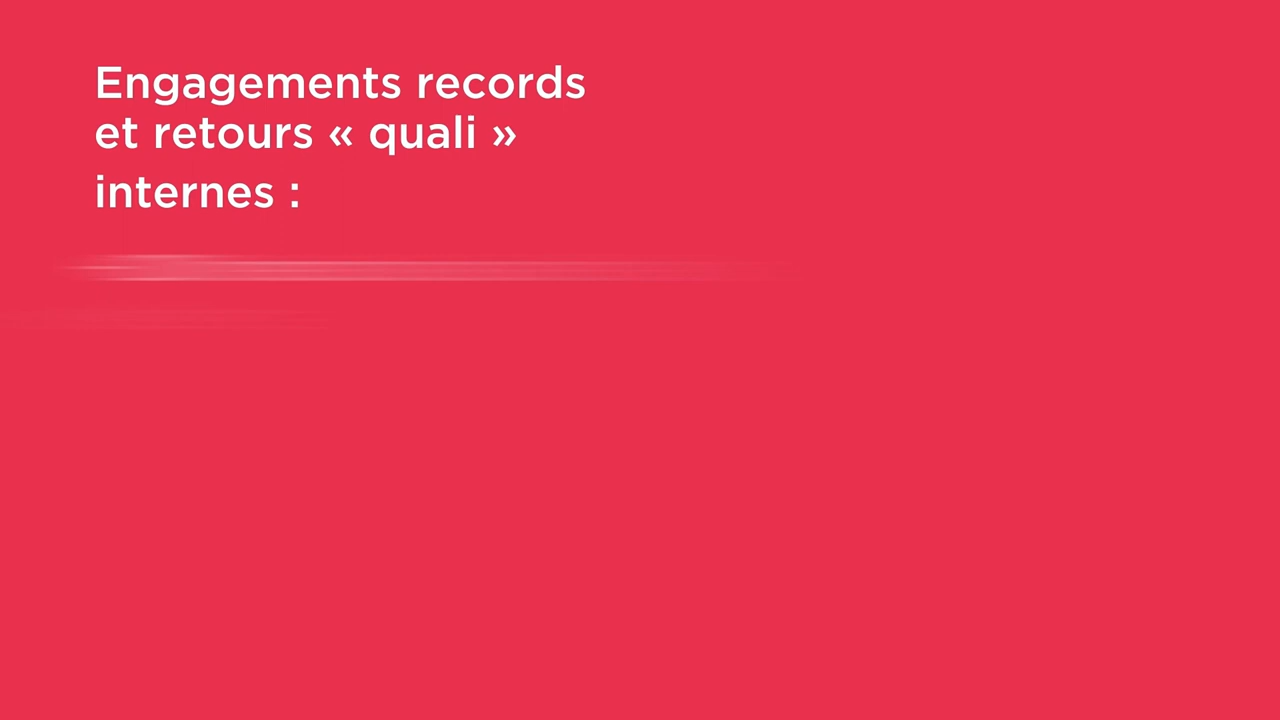 Engagements records
et retours « quali »
internes :